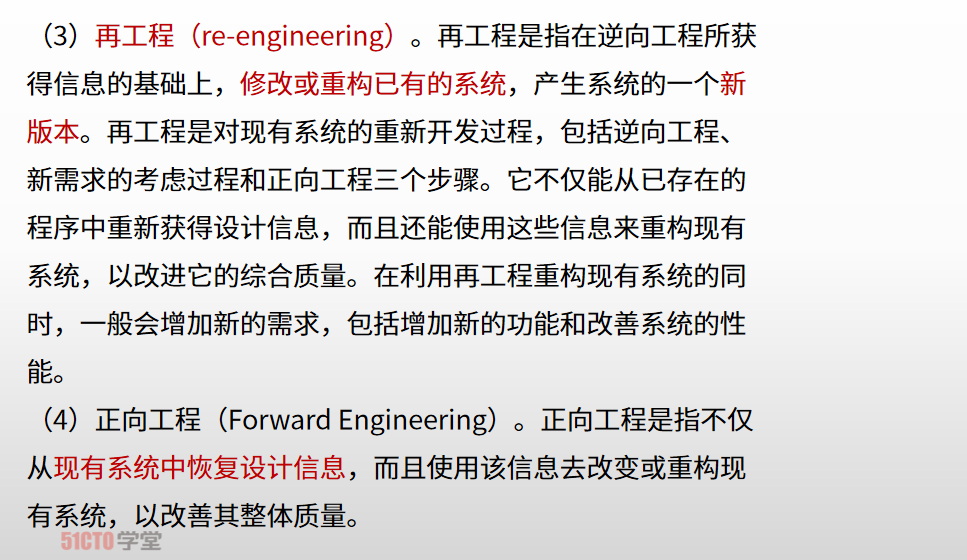 （3）再工程（re-engineering）。再工程是指在逆向工程所获
得信息的基础上，修改或重构已有的系统，产生系统的一个新
版本。再工程是对现有系统的重新开发过程，包括逆向工程、
新需求的考虑过程和正向工程三个步骤。它不仅能从已存在的
程序中重新获得设计信息，而且还能使用这些信息来重构现有
系统，以改进它的综合质量。在利用再工程重构现有系统的同
时，一般会增加新的需求，包括增加新的功能和改善系统的性
能。
（4）正向工程（Forward Engineering）。正向工程是指不仅
从现有系统中恢复设计信息，而且使用该信息去改变或重构现
有系统，以改善其整体质量。
51CTO学堂